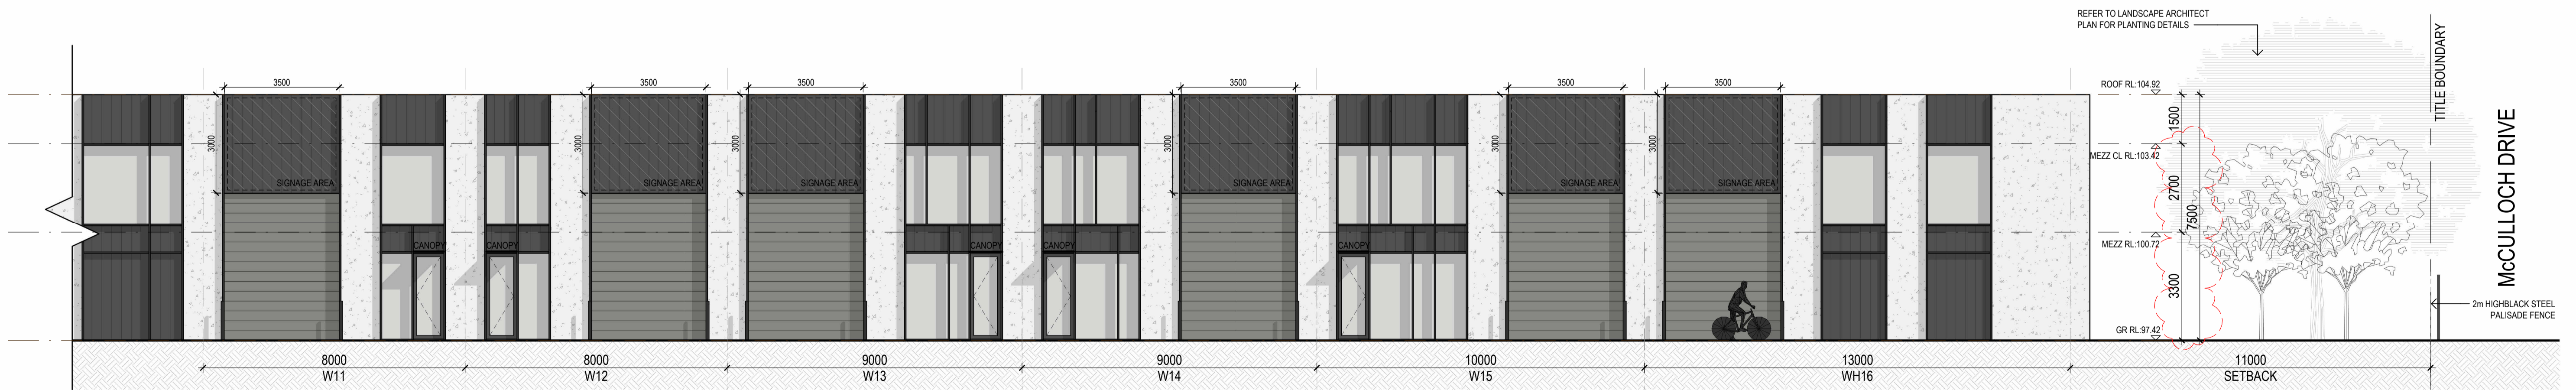 REFER TO LANDSCAPE ARCHITECT
PLAN FOR PLANTING DETAILS
TITLE BOUNDARY
McCULLOCH DRIVE
3500
3500
3500
3500
3500
3500
ROOF RL:104.92
1500
3000
3000
3000
3000
3000
3000
MEZZ CL RL:103.42
SIGNAGE AREA
SIGNAGE AREA
SIGNAGE AREA
SIGNAGE AREA
SIGNAGE AREA
SIGNAGE AREA
2700
7500
CANOPY
CANOPY
CANOPY
CANOPY
CANOPY
MEZZ RL:100.72
3300
2m HIGHBLACK STEEL
PALISADE FENCE
GR RL:97.42
8000
8000
9000
9000
10000
13000
11000
W11
W12
W13
W14
W15
WH16
SETBACK